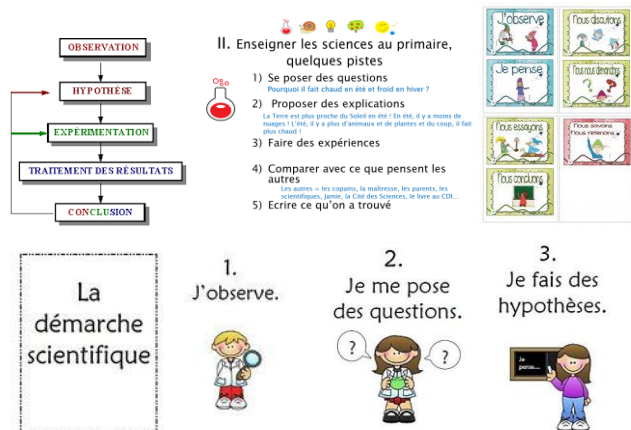 OBSERVATION
HYPOTHÈSE
EXPÉRIMENTATION
TRAITEMENT DES RÉSULTATS
CONCLUSION
II. Enseigner les sciences au primaire,
quelques pistes
1) Se poser des questions
Pourquoi il fait chaud en été et froid en hiver ?
2) Proposer des explications
La Terre est plus proche du Soleil en été ! En été, il y a moins de
nuages ! L'été, il y a plus d'animaux et de plantes et du coup, il fait
plus chaud !
3) Faire des expériences
4) Comparer avec ce que pensent les
autres
Les autres = les copains, la maîtresse, les parents, les
scientifiques, Jamie, la Cité des Sciences, le livre au CDI...
5) Ecrire ce qu'on a trouvé
J'observe
Nous discutons
Je pense
Nous nous demandons
Nous essayons
Nous savons
Nous retenons
Nous concluons
La
démarche
scientifique
1.
J'observe.
2.
Je me pose
des questions.
?
?
3.
Je fais des
hypothèses.
Je
pense...